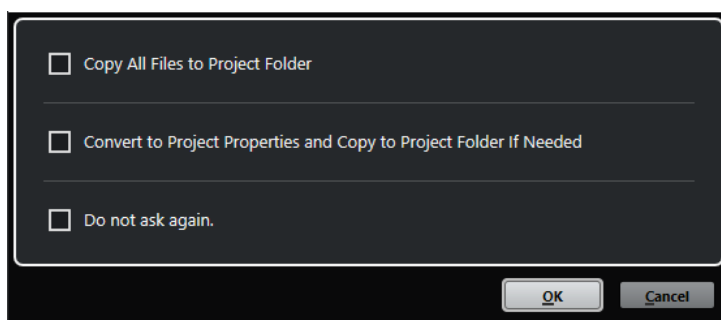 Copy All Files to Project Folder
Convert to Project Properties and Copy to Project Folder If Needed
Do not ask again.
OK
Cancel